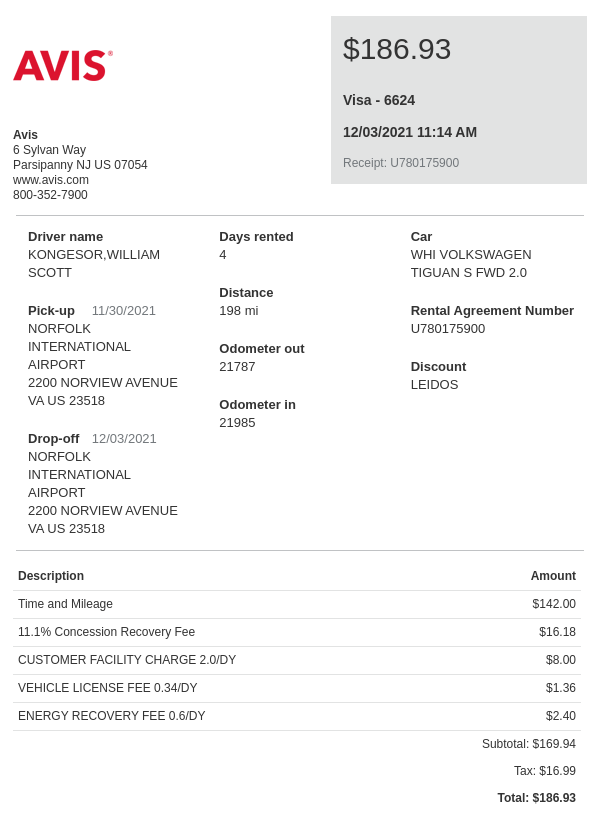 AVIS®
$186.93
Visa - 6624
12/03/2021 11:14 AM
Receipt: U780175900
Avis
6 Sylvan Way
Parsipanny NJ US 07054
www.avis.com
800-352-7900
Driver name
KONGESOR,WILLIAM
SCOTT
Pick-up 11/30/2021
NORFOLK
INTERNATIONAL
AIRPORT
2200 NORVIEW AVENUE
VA US 23518
Drop-off 12/03/2021
NORFOLK
INTERNATIONAL
AIRPORT
2200 NORVIEW AVENUE
VA US 23518
Days rented
4
Distance
198 mi
Odometer out
21787
Odometer in
21985
Car
WHI VOLKSWAGEN
TIGUAN S FWD 2.0
Rental Agreement Number
U780175900
Discount
LEIDOS
Description Amount
Time and Mileage $142.00
11.1% Concession Recovery Fee $16.18
CUSTOMER FACILITY CHARGE 2.0/DY $8.00
VEHICLE LICENSE FEE 0.34/DY $1.36
ENERGY RECOVERY FEE 0.6/DY $2.40
Subtotal: $169.94
Tax: $16.99
Total: $186.93